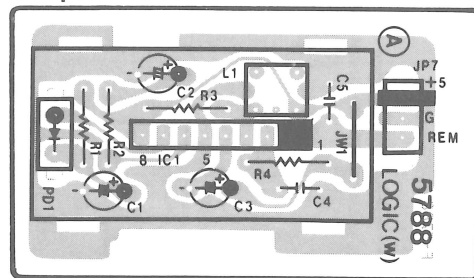 A
JP7
+5
G
REM
L1
C5
C2
R3
JW1
R1
R2
8 IC1 5
1
R4
PD1
C1
C3
C4
5788
LOGIC(W)